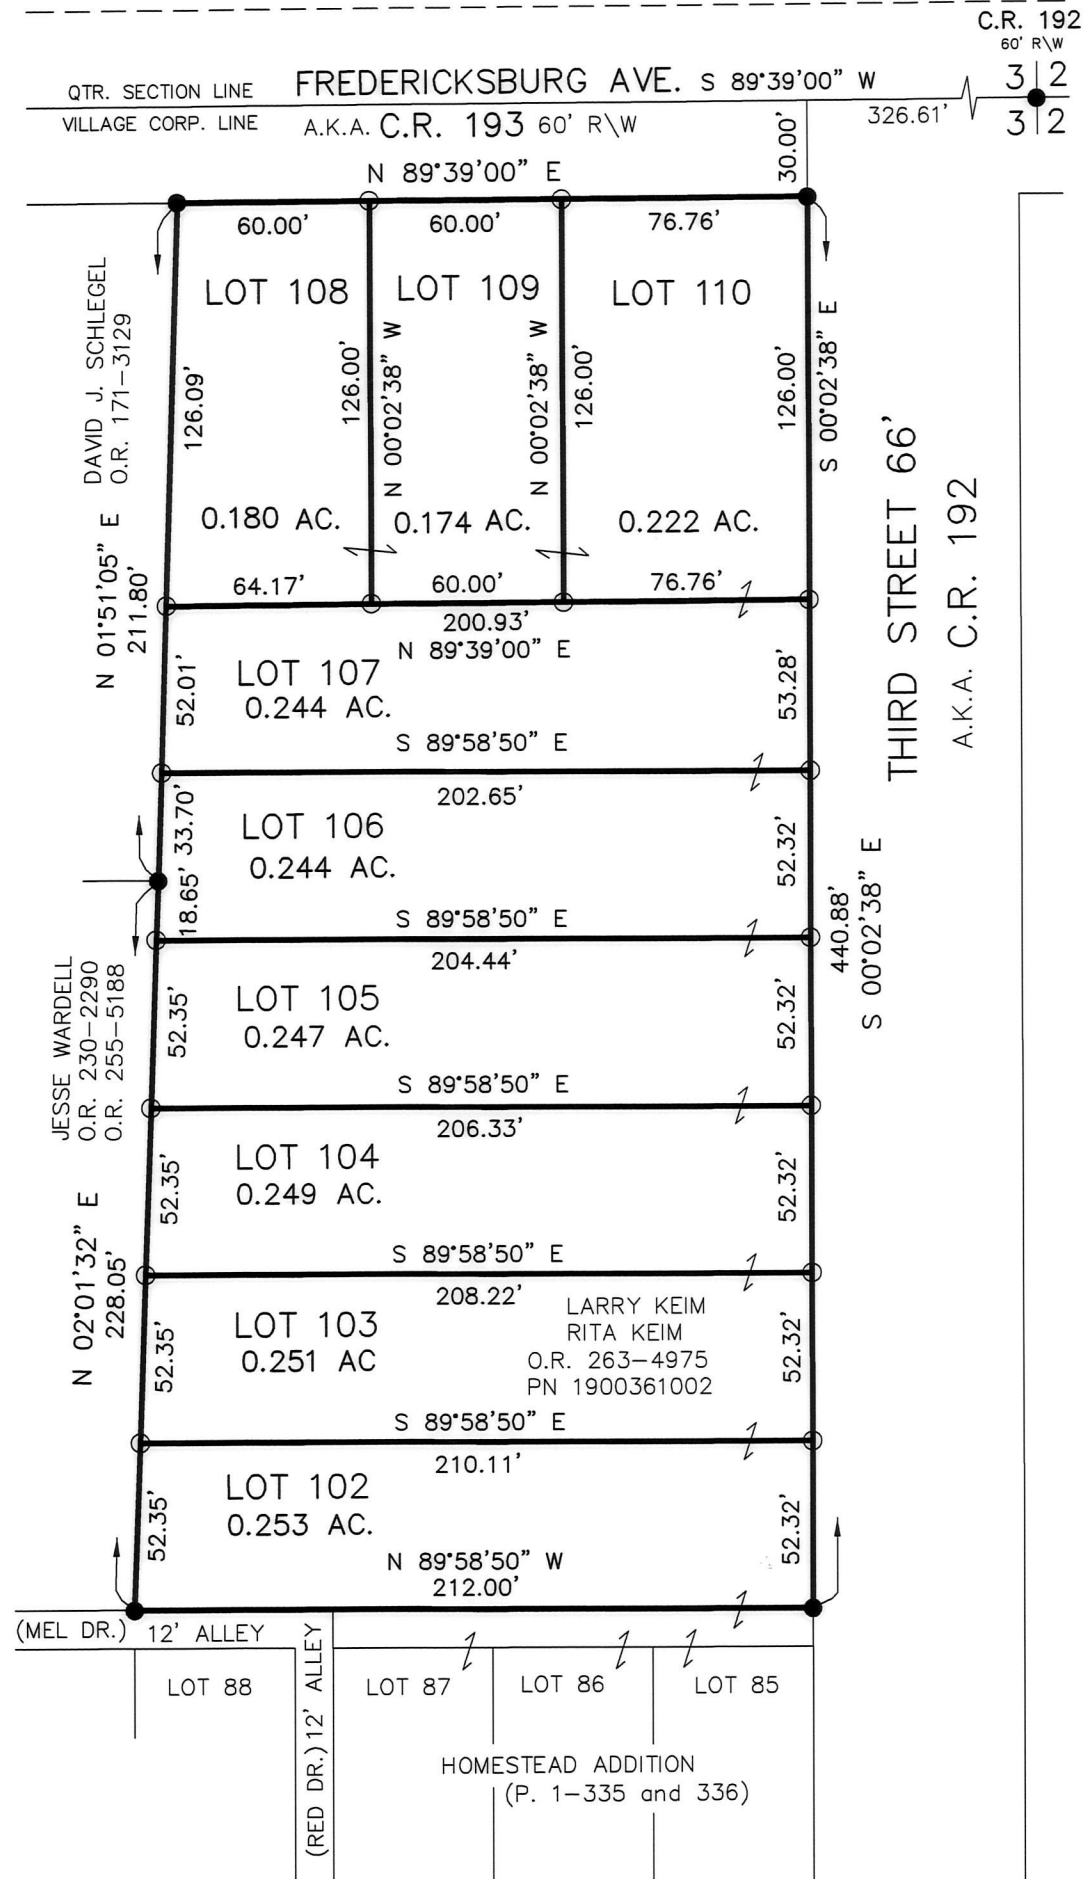 C.R. 192
60' R\W
QTR. SECTION LINE
FREDERICKSBURG AVE. S 89°39'00" W
3 2
VILLAGE CORP. LINE
A.K.A. C.R. 193 60' R\W
326.61'
3 2
30.00'
N 89°39'00" E
60.00'
60.00'
76.76'
LOT 108
LOT 109
LOT 110
DAVID J. SCHLEGEL
O.R. 171-3129
126.09'
126.00'
N 00°02'38" W
N 00°02'38" W
126.00'
126.00'
S 00°02'38" E
0.180 AC.
0.174 AC.
0.222 AC.
THIRD STREET 66'
A.K.A. C.R. 192
N 01°51'05" E
211.80'
64.17'
60.00'
76.76'
200.93'
N 89°39'00" E
52.01'
LOT 107
0.244 AC.
53.28'
S 89°58'50" E
202.65'
33.70'
LOT 106
0.244 AC.
52.32'
18.65'
S 89°58'50" E
204.44'
440.88'
S 00°02'38" E
JESSE WARDELL
O.R. 230-2290
O.R. 255-5188
52.35'
LOT 105
0.247 AC.
52.32'
S 89°58'50" E
206.33'
52.35'
LOT 104
0.249 AC.
52.32'
N 02°01'32" E
228.05'
S 89°58'50" E
208.22'
52.35'
LOT 103
0.251 AC
LARRY KEIM
RITA KEIM
O.R. 263-4975
PN 1900361002
52.32'
S 89°58'50" E
210.11'
52.35'
LOT 102
0.253 AC.
52.32'
N 89°58'50" W
212.00'
(MEL DR.) 12' ALLEY
(RED DR.) 12' ALLEY
LOT 88
LOT 87
LOT 86
LOT 85
HOMESTEAD ADDITION
(P. 1-335 and 336)